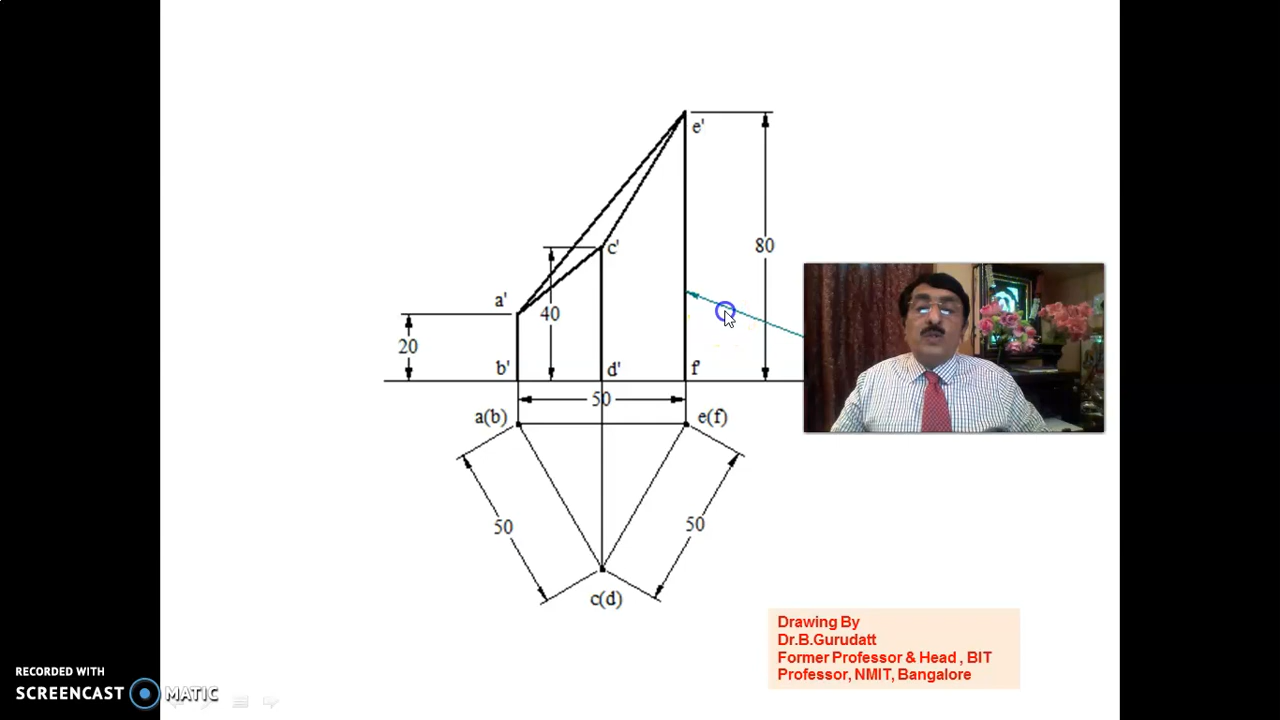 e'
80
c'
a'
40
20
b'
d'
f'
50
a(b)
e(f)
50
50
c(d)
Drawing By
Dr.B.Gurudatt
Former Professor & Head , BIT
Professor, NMIT, Bangalore
RECORDED WITH
SCREENCAST MATIC